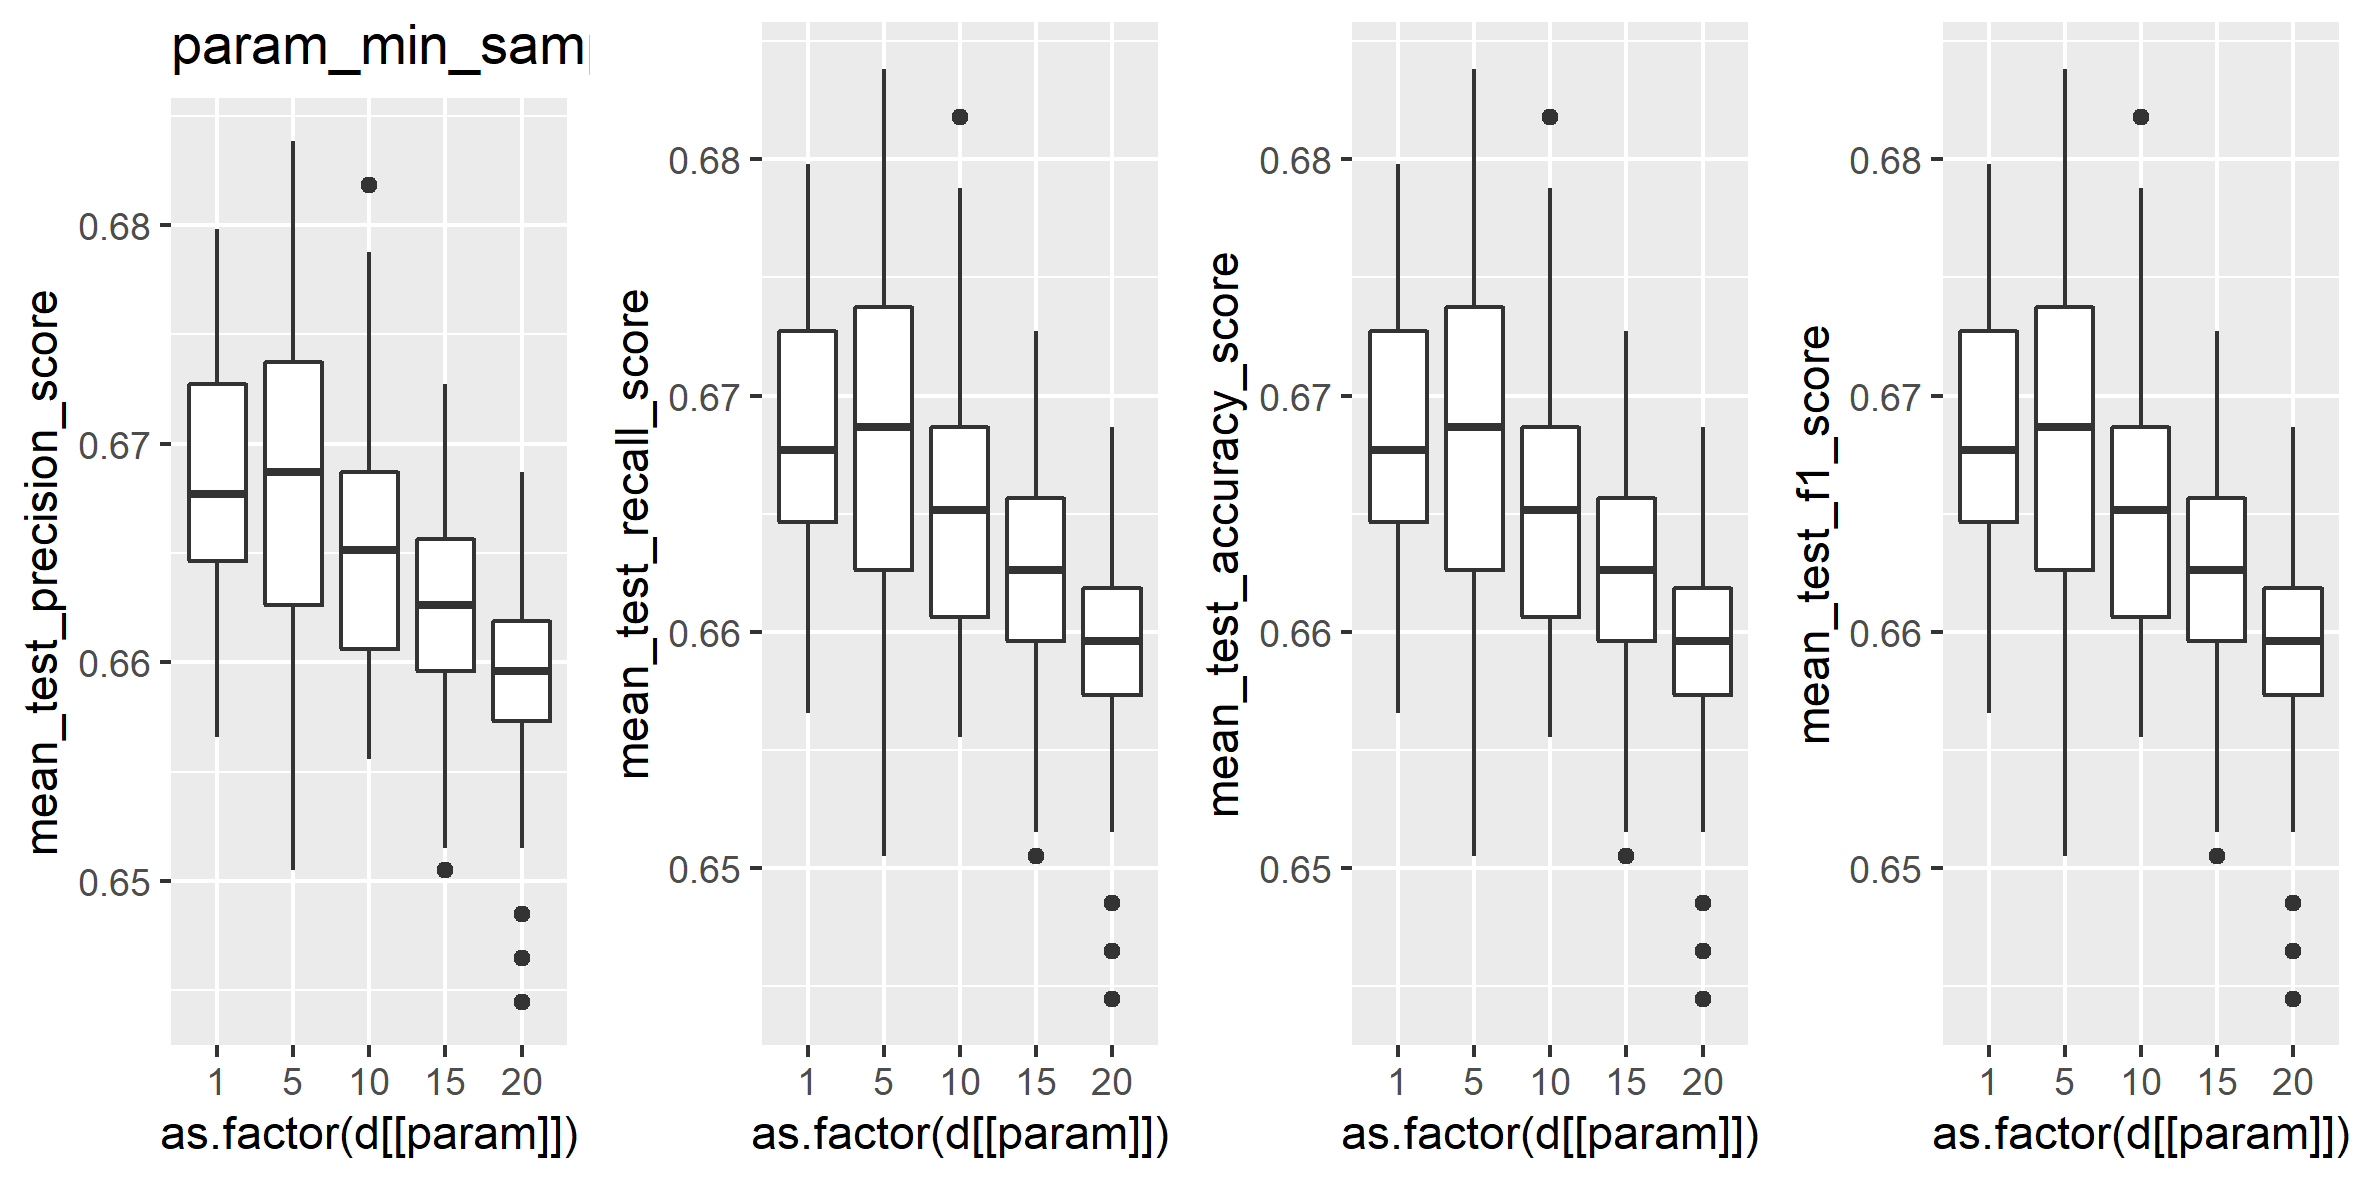 param_min_sam
mean_test_precision_score
0.68
0.67
0.66
0.65
1 5 10 15 20
as.factor(d[[param]])
mean_test_recall_score
0.68
0.67
0.66
0.65
1 5 10 15 20
as.factor(d[[param]])
mean_test_accuracy_score
0.68
0.67
0.66
0.65
1 5 10 15 20
as.factor(d[[param]])
mean_test_f1_score
0.68
0.67
0.66
0.65
1 5 10 15 20
as.factor(d[[param]])